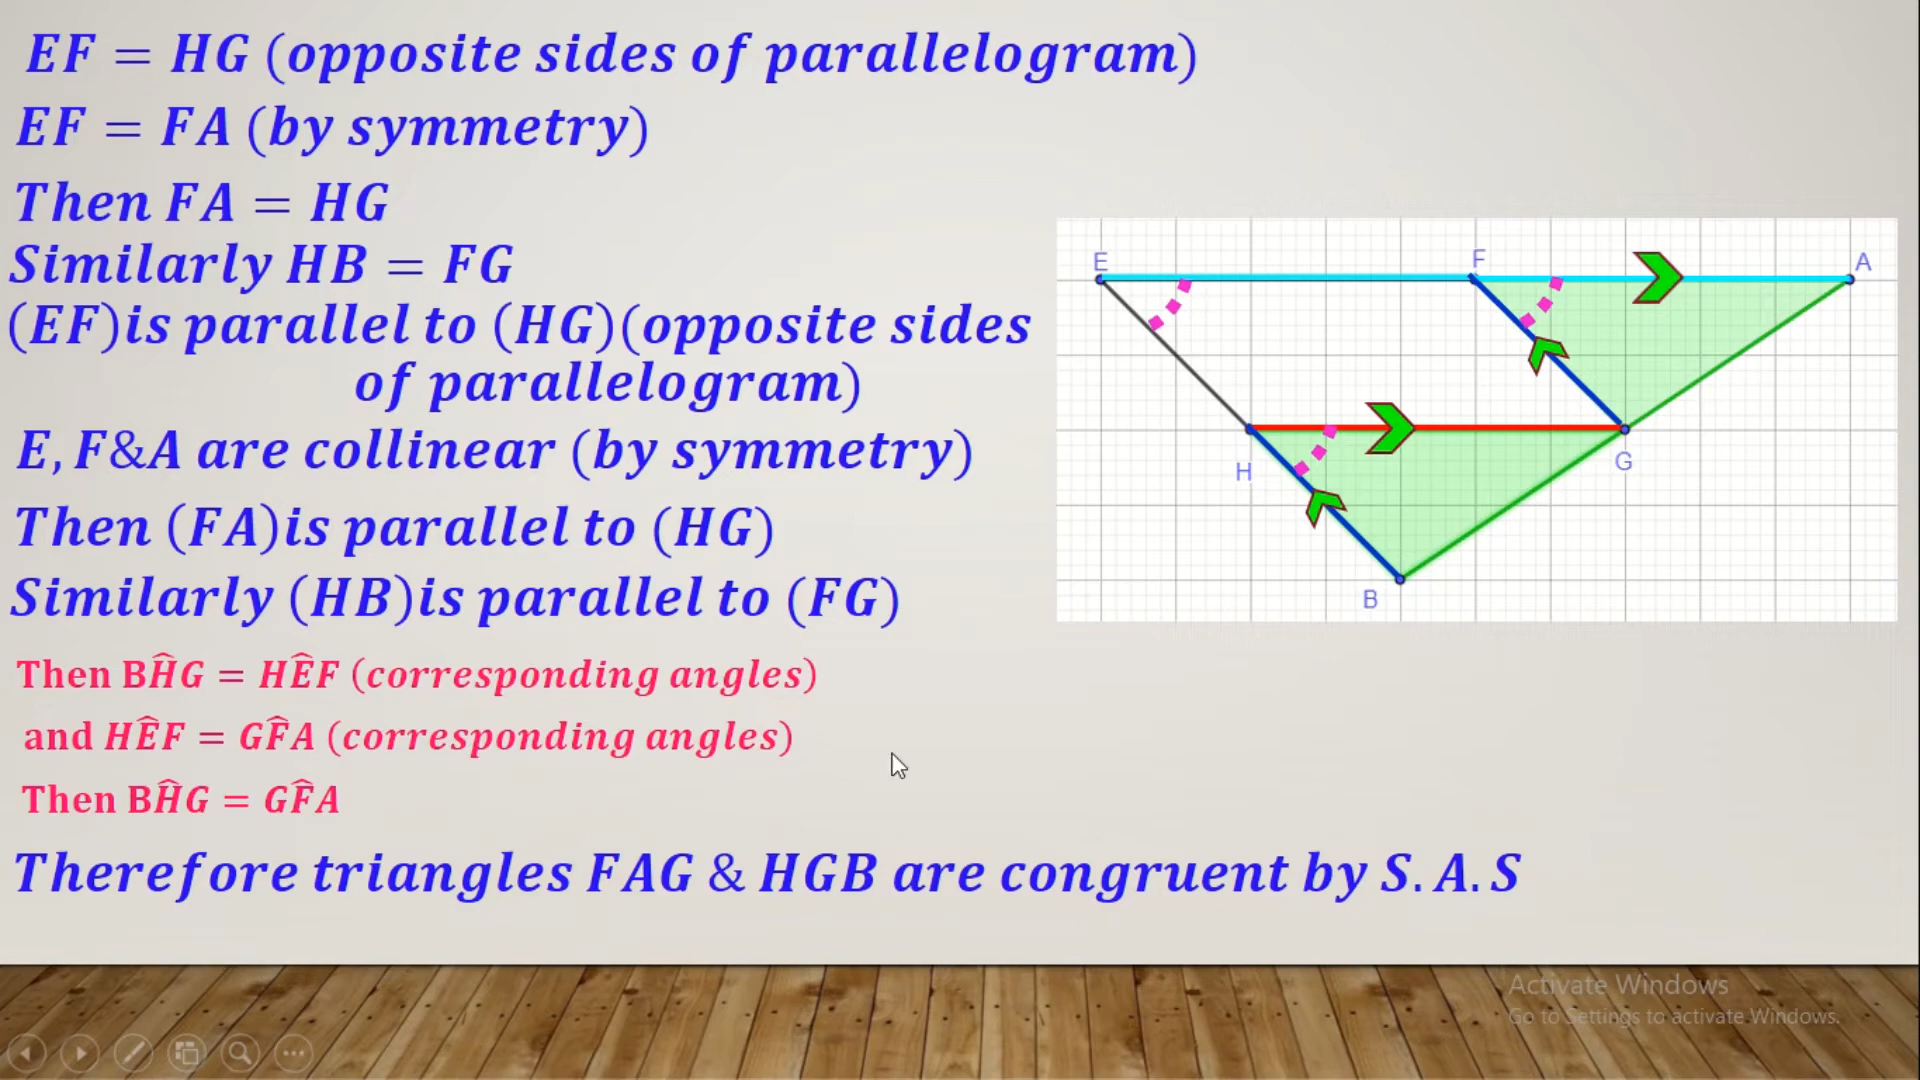 EF = HG (opposite sides of parallelogram)
EF = FA (by symmetry)
Then FA = HG
Similarly HB = FG
(EF)is parallel to (HG)(opposite sides
of parallelogram)
E, F&A are collinear (by symmetry)
Then (FA)is parallel to (HG)
Similarly (HB)is parallel to (FG)
Then BĤG = HÊF (corresponding angles)
and HÊF = GF̂A (corresponding angles)
Then BĤG = GF̂A
Therefore triangles FAG & HGB are congruent by S.A.S
E
F
A
H
G
B
Activate Windows
Go to Settings to activate Windows.